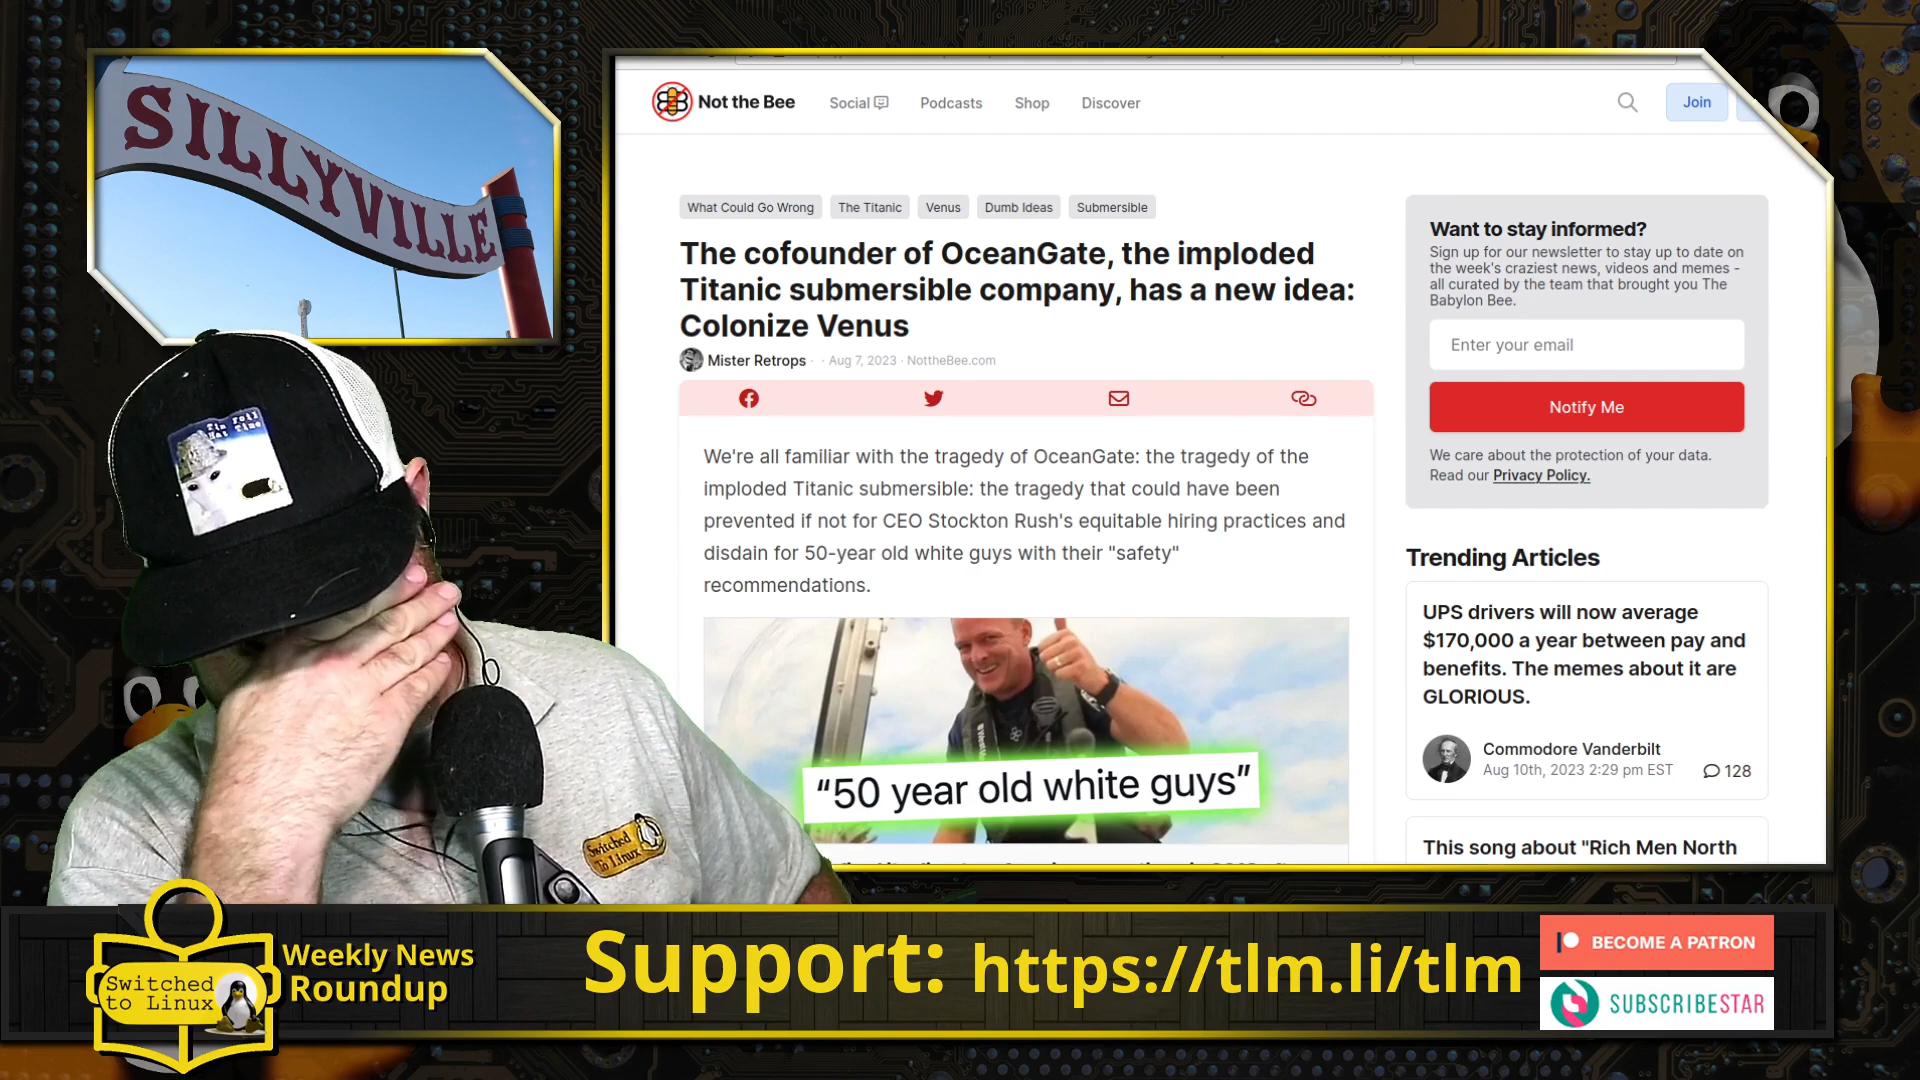 SILLYVILLE
Not the Bee
Social
Podcasts
Shop
Discover
Join
What Could Go Wrong
The Titanic
Venus
Dumb Ideas
Submersible
The cofounder of OceanGate, the imploded
Titanic submersible company, has a new idea:
Colonize Venus
Mister Retrops · · Aug 7, 2023 · NottheBee.com
We're all familiar with the tragedy of OceanGate: the tragedy of the
imploded Titanic submersible: the tragedy that could have been
prevented if not for CEO Stockton Rush's equitable hiring practices and
disdain for 50-year old white guys with their "safety"
recommendations.
“50 year old white guys”
Want to stay informed?
Sign up for our newsletter to stay up to date on
the week's craziest news, videos and memes -
all curated by the team that brought you The
Babylon Bee.
Enter your email
Notify Me
We care about the protection of your data.
Read our Privacy Policy.
Trending Articles
UPS drivers will now average
$170,000 a year between pay and
benefits. The memes about it are
GLORIOUS.
Commodore Vanderbilt
Aug 10th, 2023 2:29 pm EST
128
This song about "Rich Men North
Tin Foil
Hat Time
Switched
To Linux
Switched
to Linux
Weekly News
Roundup
Support: https://tlm.li/tlm
BECOME A PATRON
SUBSCRIBESTAR